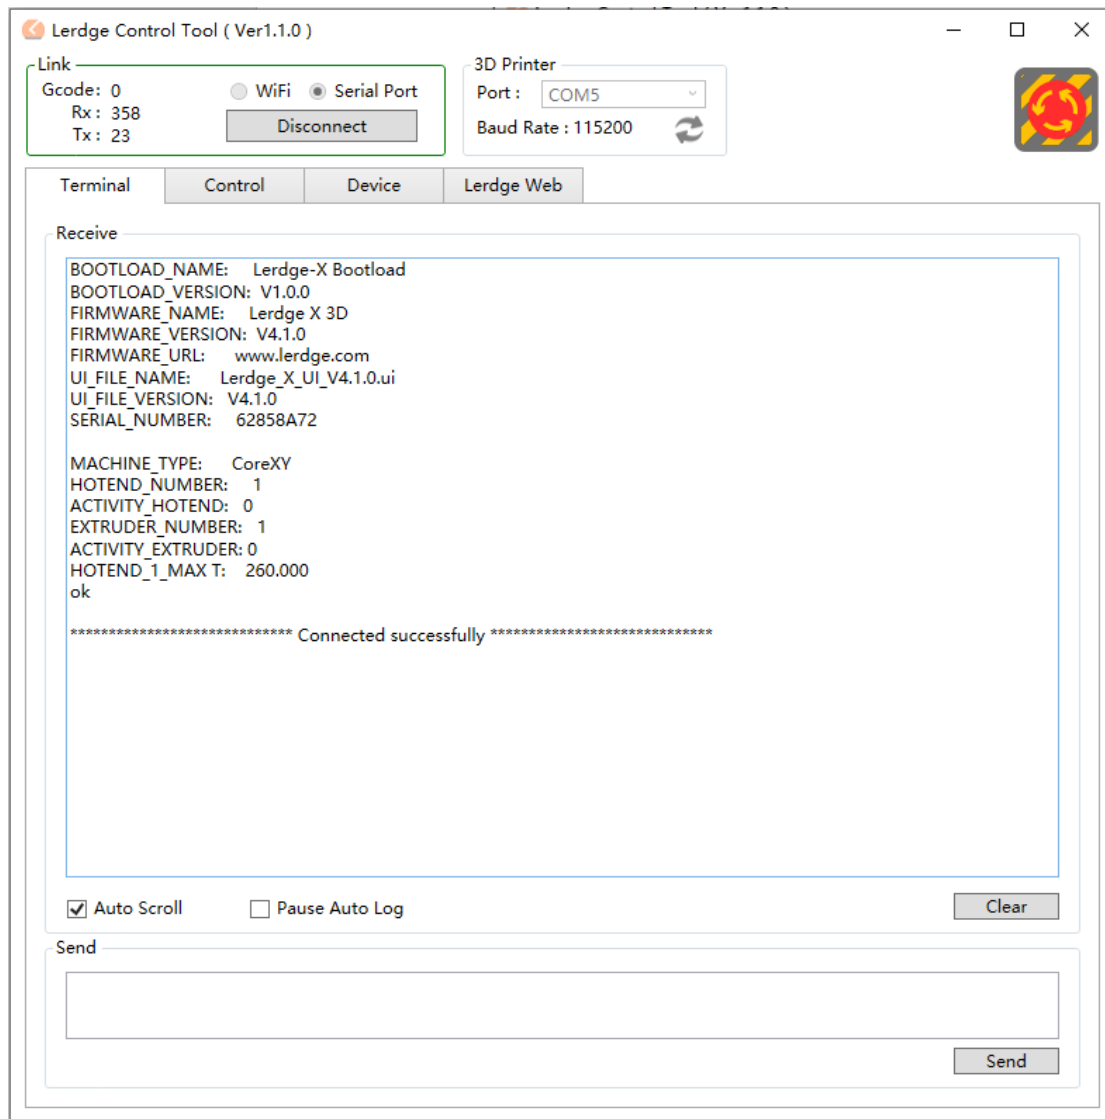 Lerdge Control Tool ( Ver1.1.0 )
Link
Gcode: 0
Rx: 358
Tx: 23
WiFi
Serial Port
Disconnect
3D Printer
Port :
COM5
Baud Rate : 115200
Terminal
Control
Device
Lerdge Web
Receive
BOOTLOAD_NAME: Lerdge-X Bootload
BOOTLOAD_VERSION: V1.0.0
FIRMWARE_NAME: Lerdge X 3D
FIRMWARE_VERSION: V4.1.0
FIRMWARE_URL: www.lerdge.com
UI_FILE_NAME: Lerdge_X_UI_V4.1.0.ui
UI_FILE_VERSION: V4.1.0
SERIAL_NUMBER: 62858A72
MACHINE_TYPE: CoreXY
HOTEND_NUMBER: 1
ACTIVITY_HOTEND: 0
EXTRUDER_NUMBER: 1
ACTIVITY_EXTRUDER: 0
HOTEND_1_MAX T: 260.000
ok
***************************** Connected successfully *****************************
Auto Scroll
Pause Auto Log
Clear
Send
Send